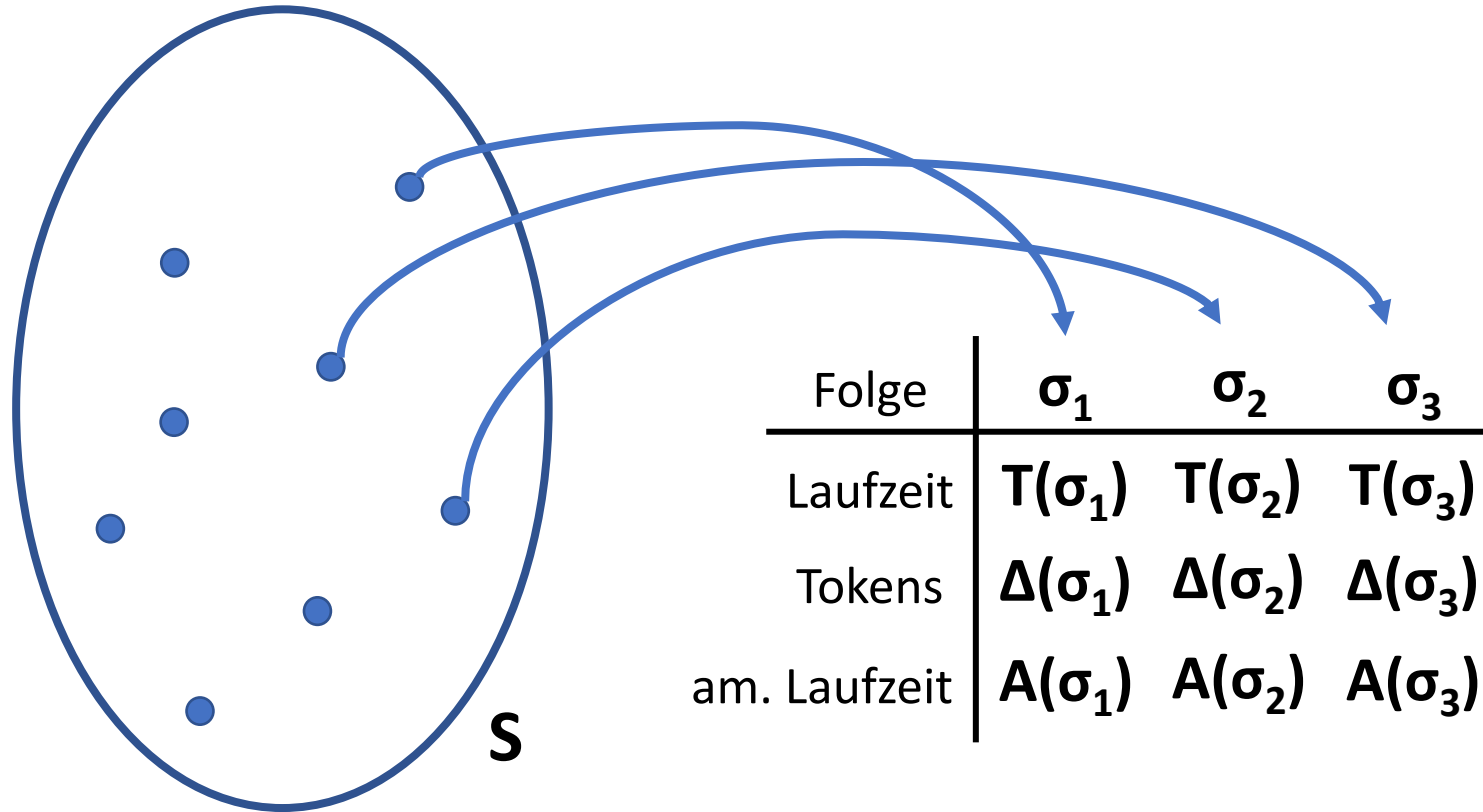 Folge σ₁ σ₂ σ₃
Laufzeit T(σ₁) T(σ₂) T(σ₃)
Tokens Δ(σ₁) Δ(σ₂) Δ(σ₃)
am. Laufzeit A(σ₁) A(σ₂) A(σ₃)
S